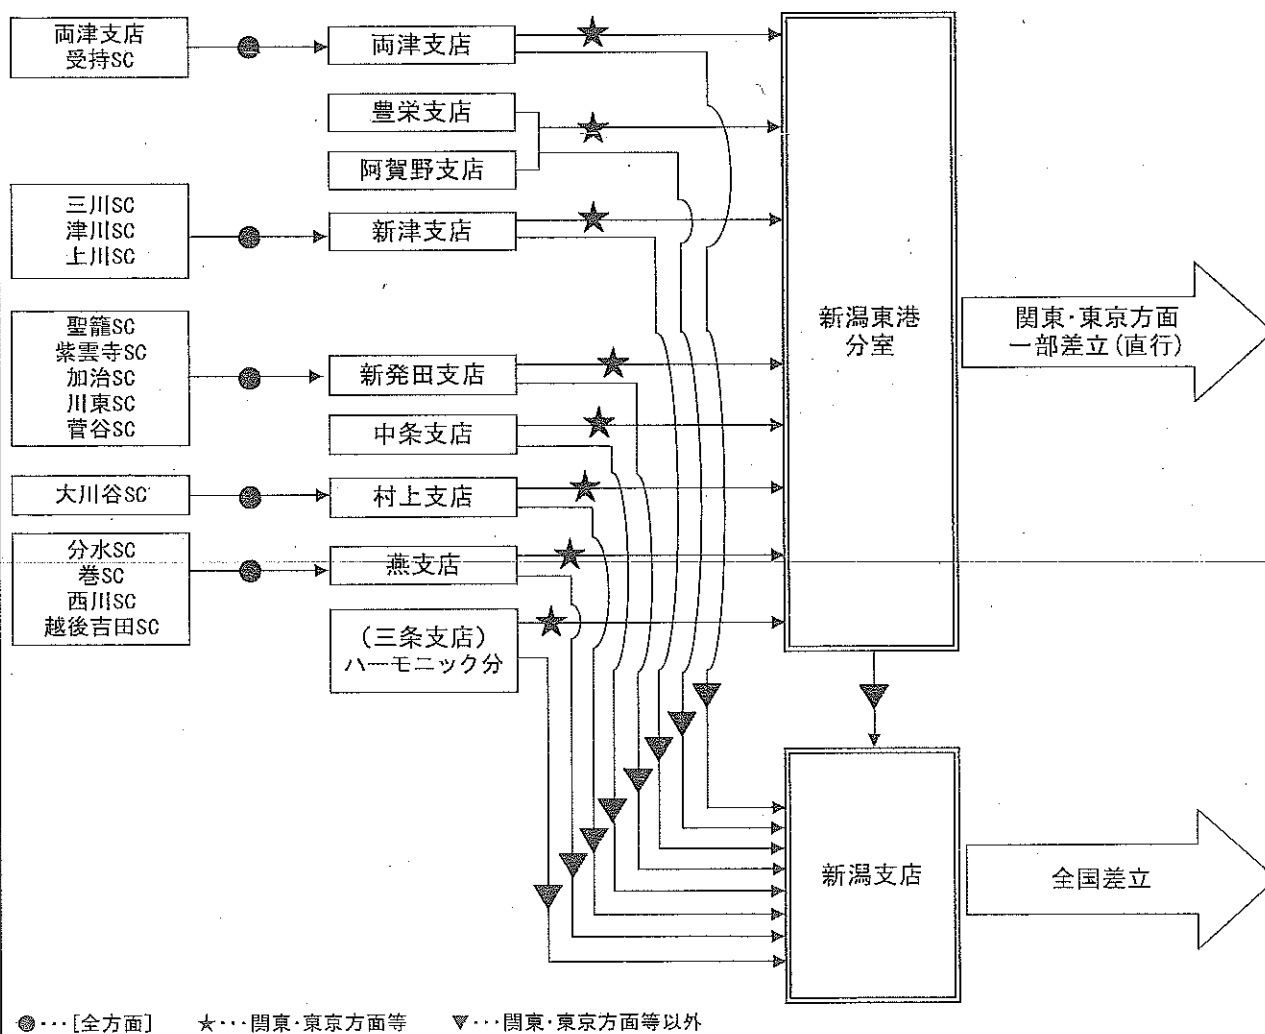 両津支店
受持SC
両津支店
豊栄支店
阿賀野支店
三川SC
津川SC
上川SC
新津支店
聖籠SC
紫雲寺SC
加治SC
川東SC
菅谷SC
新発田支店
中条支店
大川谷SC
村上支店
分水SC
巻SC
西川SC
越後吉田SC
燕支店
(三条支店)
ハーモニック分
新潟東港
分室
関東・東京方面
一部差立(直行)
新潟支店
全国差立
●・・・[全方面] ★・・・関東・東京方面等 ▼・・・関東・東京方面等以外